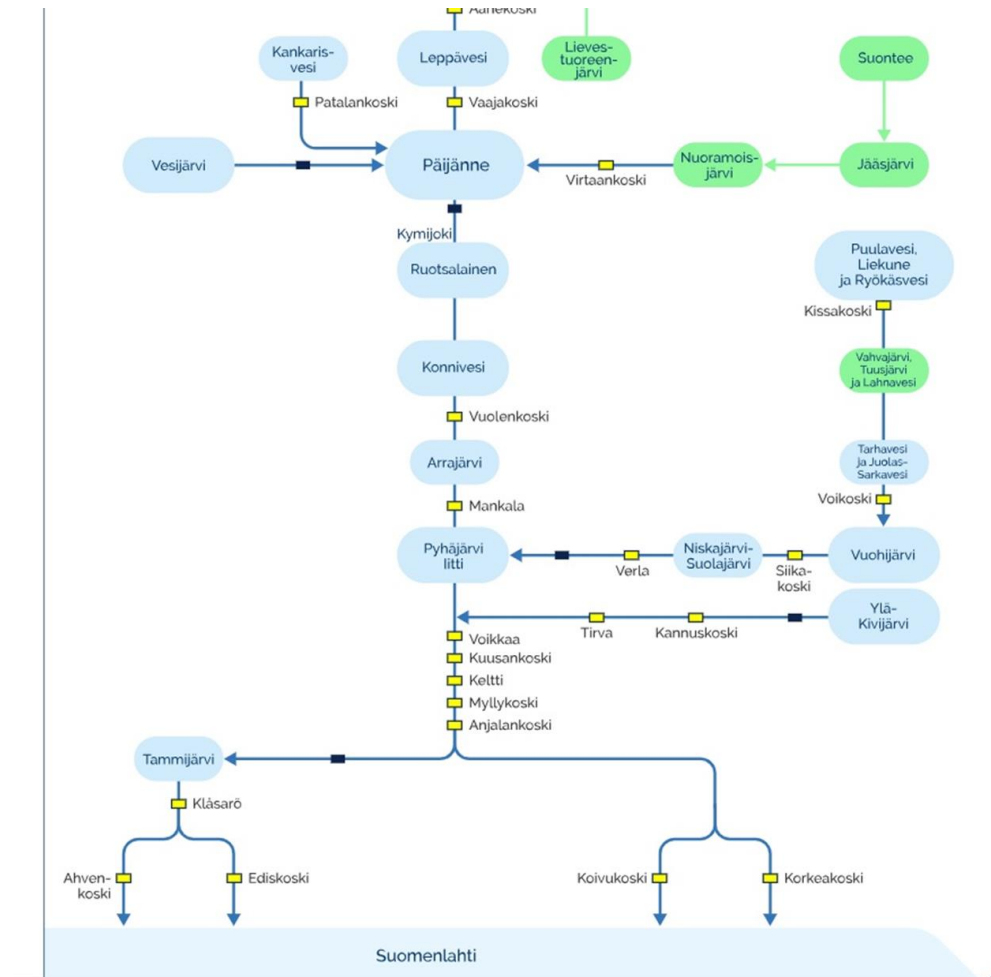 Äänekoski
Kankaris-
vesi
Leppävesi
Lieves-
tuoreen-
järvi
Suontee
Patalankoski
Vaajakoski
Vesijärvi
Päijänne
Virtaankoski
Nuoramois-
järvi
Jääsjärvi
Kymijoki
Ruotsalainen
Puulavesi,
Liekune
ja Ryökäsvesi
Kissakoski
Konnivesi
Vahvajärvi,
Tuusjärvi
ja Lahnavesi
Vuolenkoski
Arrajärvi
Tarhavesi
ja Juolas-
Sarkavesi
Mankala
Voikoski
Pyhäjärvi
Iitti
Verla
Niskajärvi-
Suolajärvi
Siika-
koski
Vuohijärvi
Tirva
Kannuskoski
Ylä-
Kivijärvi
Voikkaa
Kuusankoski
Keltti
Myllykoski
Anjalankoski
Tammijärvi
Klåsarö
Ahven-
koski
Ediskoski
Koivukoski
Korkeakoski
Suomenlahti